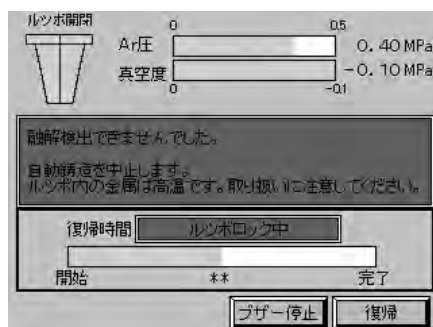 ルツボ開閉
0 0.5
Ar圧 0.40 MPa
真空度 -0.10 MPa
0 -0.1
融解検出できませんでした。
自動鋳造を中止します。
ルツボ内の金属は高温です。取り扱いに注意してください。
復帰時間 ルツボロック中
開始 ** 完了
ブザー停止 復帰